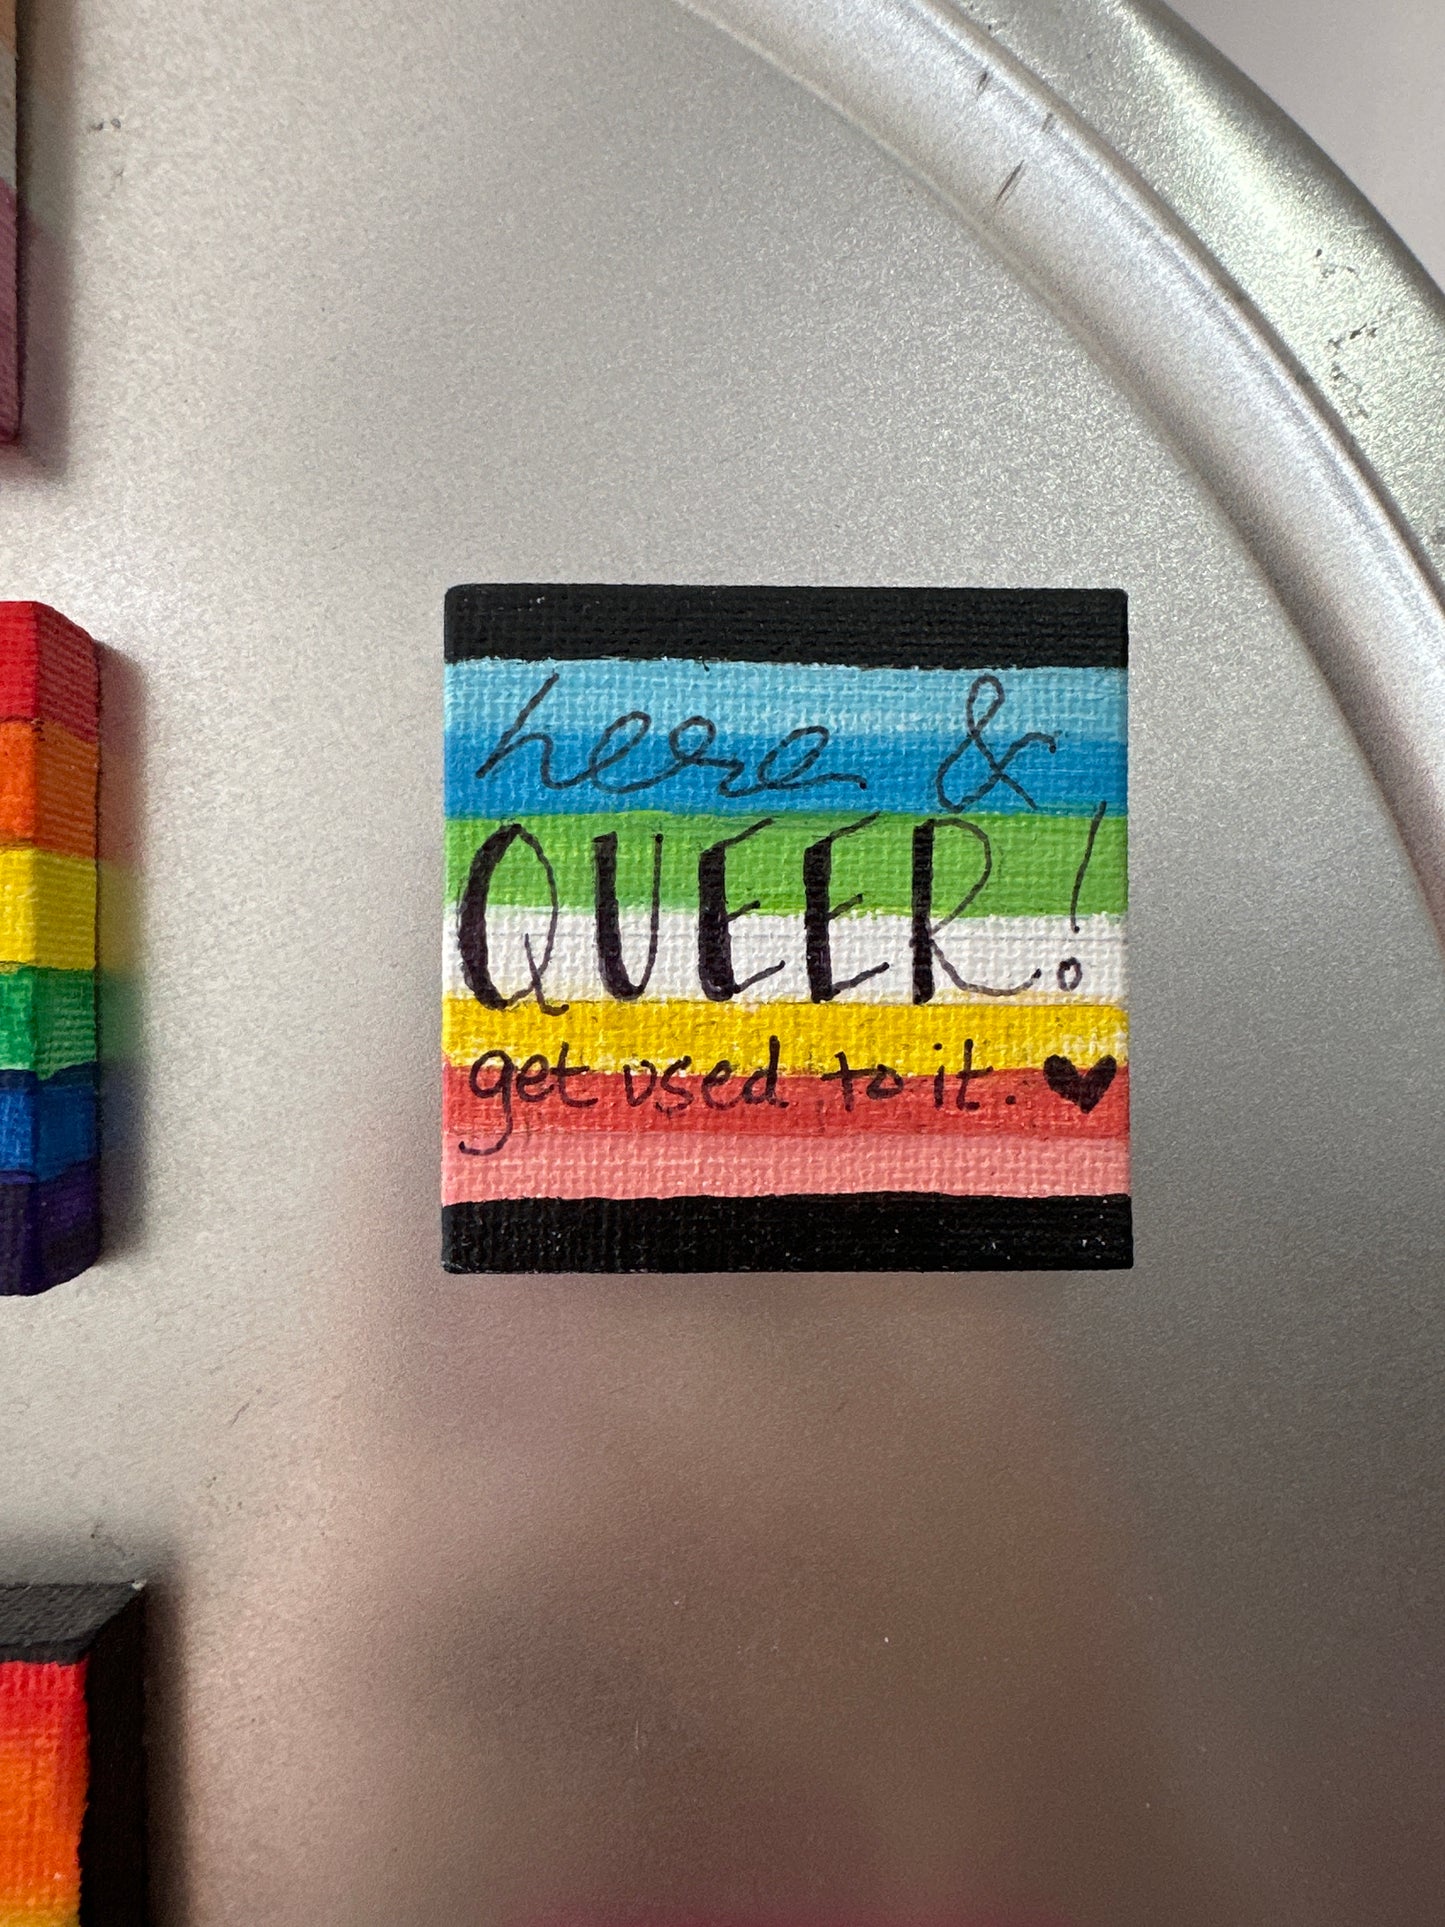 here &
QUEER!
get used to it. ♥